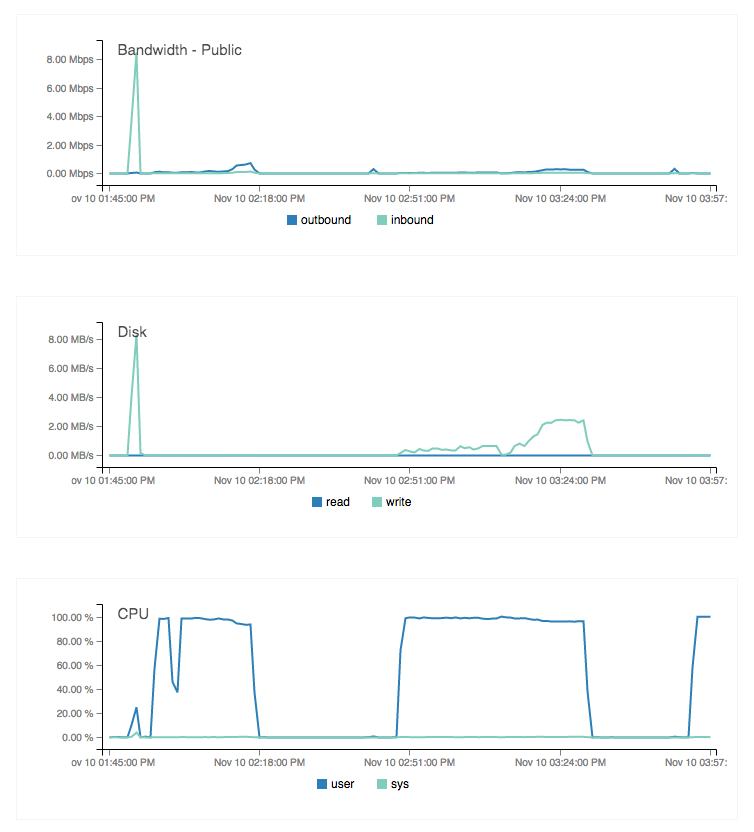 Bandwidth - Public
8.00 Mbps
6.00 Mbps
4.00 Mbps
2.00 Mbps
0.00 Mbps
ov 10 01:45:00 PM Nov 10 02:18:00 PM Nov 10 02:51:00 PM Nov 10 03:24:00 PM Nov 10 03:57:
outbound inbound
Disk
8.00 MB/s
6.00 MB/s
4.00 MB/s
2.00 MB/s
0.00 MB/s
ov 10 01:45:00 PM Nov 10 02:18:00 PM Nov 10 02:51:00 PM Nov 10 03:24:00 PM Nov 10 03:57:
read write
CPU
100.00 %
80.00 %
60.00 %
40.00 %
20.00 %
0.00 %
ov 10 01:45:00 PM Nov 10 02:18:00 PM Nov 10 02:51:00 PM Nov 10 03:24:00 PM Nov 10 03:57:
user sys